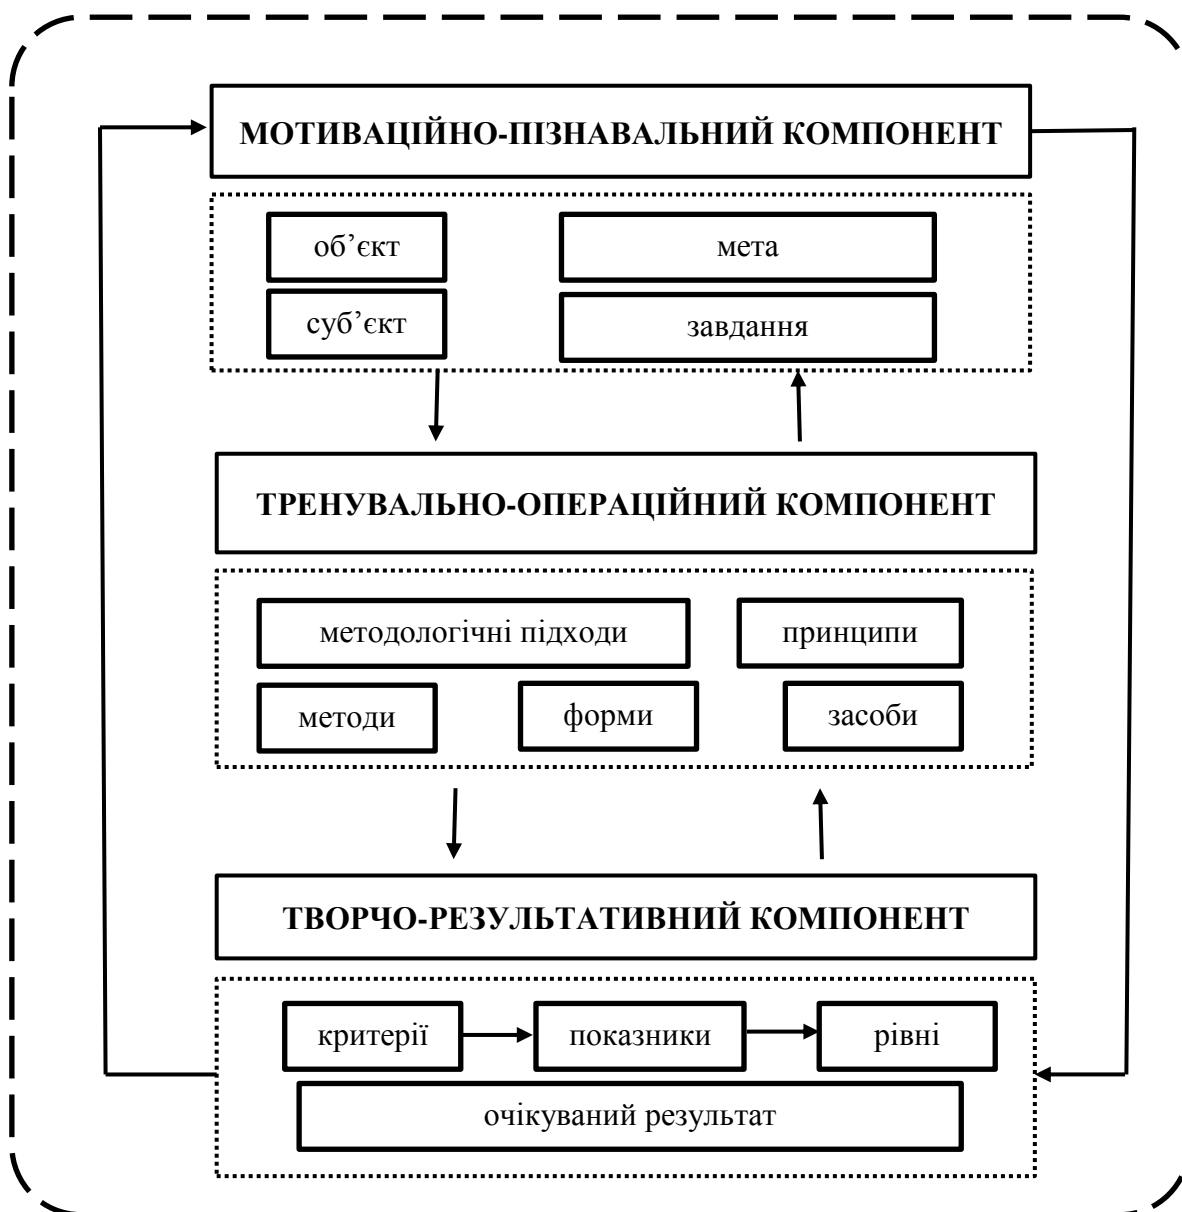 МОТИВАЦІЙНО-ПІЗНАВАЛЬНИЙ КОМПОНЕНТ
об’єкт
мета
суб’єкт
завдання
ТРЕНУВАЛЬНО-ОПЕРАЦІЙНИЙ КОМПОНЕНТ
методологічні підходи
принципи
методи
форми
засоби
ТВОРЧО-РЕЗУЛЬТАТИВНИЙ КОМПОНЕНТ
критерії
показники
рівні
очікуваний результат